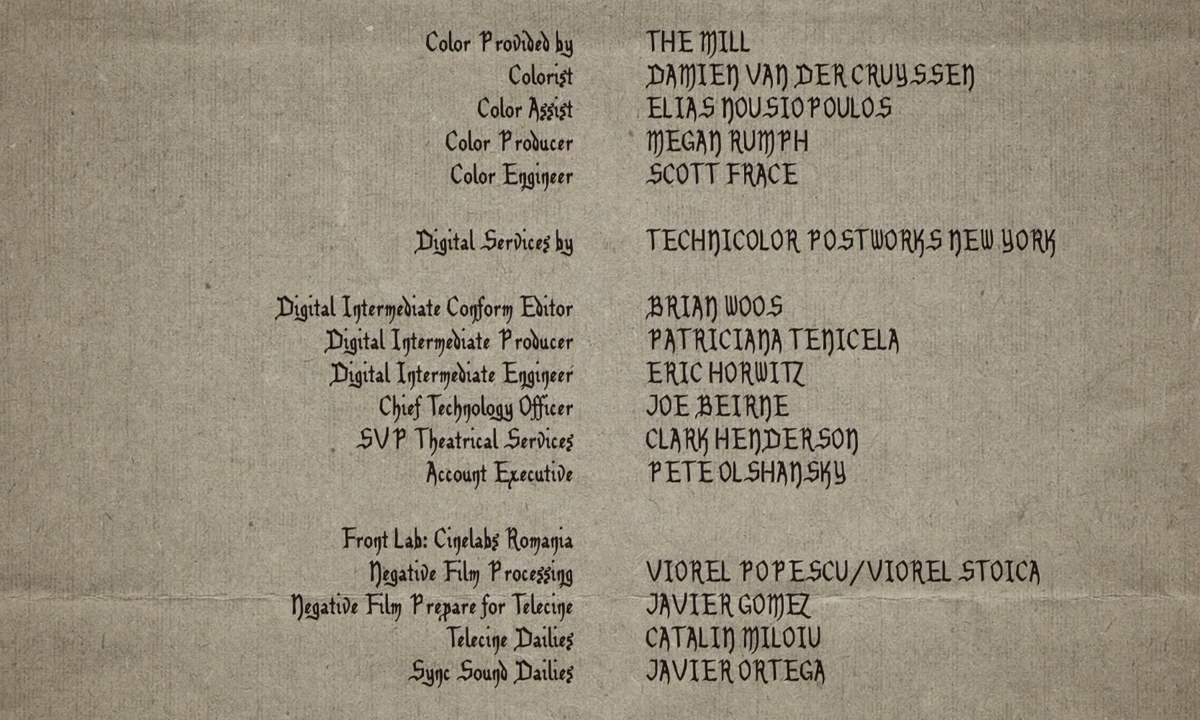 Color Provided by THE MILL
Colorist DAMIEN VAN DER CRUYSSEN
Color Assist ELIAS NOUSIOPOULOS
Color Producer MEGAN RUMPH
Color Engineer SCOTT FRACE
Digital Services by TECHNICOLOR POSTWORKS NEW YORK
Digital Intermediate Conform Editor BRIAN WOOS
Digital Intermediate Producer PATRICIANA TENICELA
Digital Intermediate Engineer ERIC HORWITZ
Chief Technology Officer JOE BEIRNE
SVP Theatrical Services CLARK HENDERSON
Account Executive PETE OLSHANSKY
Front Lab: Cinelabs Romania
Negative Film Processing VIOREL POPESCU/VIOREL STOICA
Negative Film Prepare for Telecine JAVIER GOMEZ
Telecine Dailies CATALIN MILOIU
Sync Sound Dailies JAVIER ORTEGA